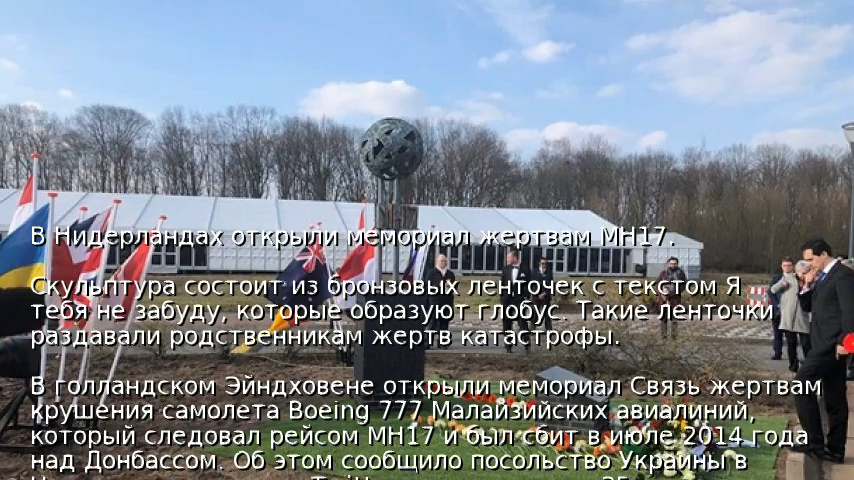 В Нидерландах открыли мемориал жертвам МН17.
Скульптура состоит из бронзовых ленточек с текстом Я
тебя не забуду, которые образуют глобус. Такие ленточки
раздавали родственникам жертв катастрофы.
В голландском Эйндховене открыли мемориал Связь жертвам
крушения самолета Boeing 777 Малайзийских авиалиний,
который следовал рейсом МН17 и был сбит в июле 2014 года
над Донбассом. Об этом сообщило посольство Украины в